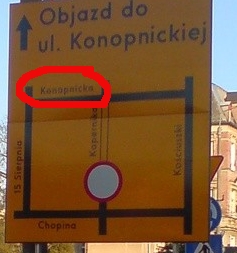 Objazd do
ul. Konopnickiej
Konopnicka
Kopernika
15 Sierpnia
Kościuszki
Chopina